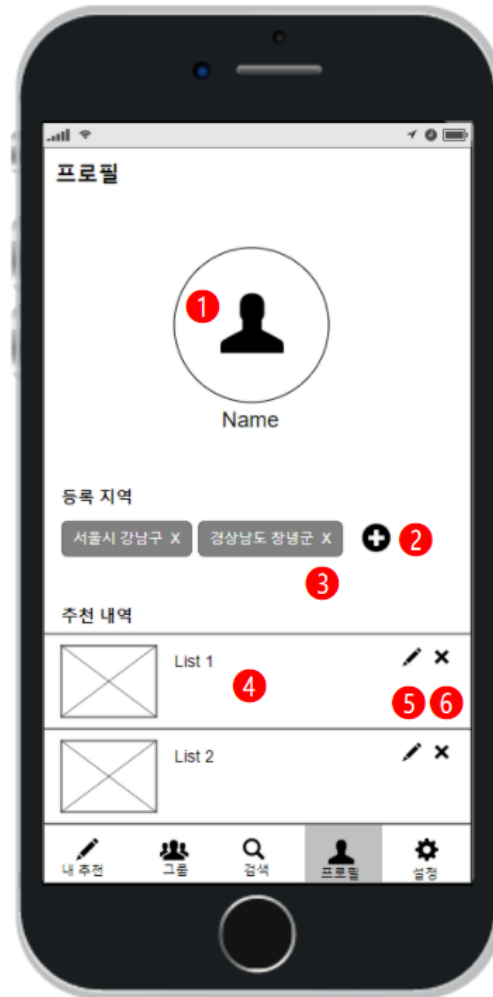 프로필
1
Name
등록 지역
서울시 강남구 X 경상남도 창녕군 X 2
3
추천 내역
List 1
4
5 6
List 2
내 추천 그룹 검색 프로필 설정